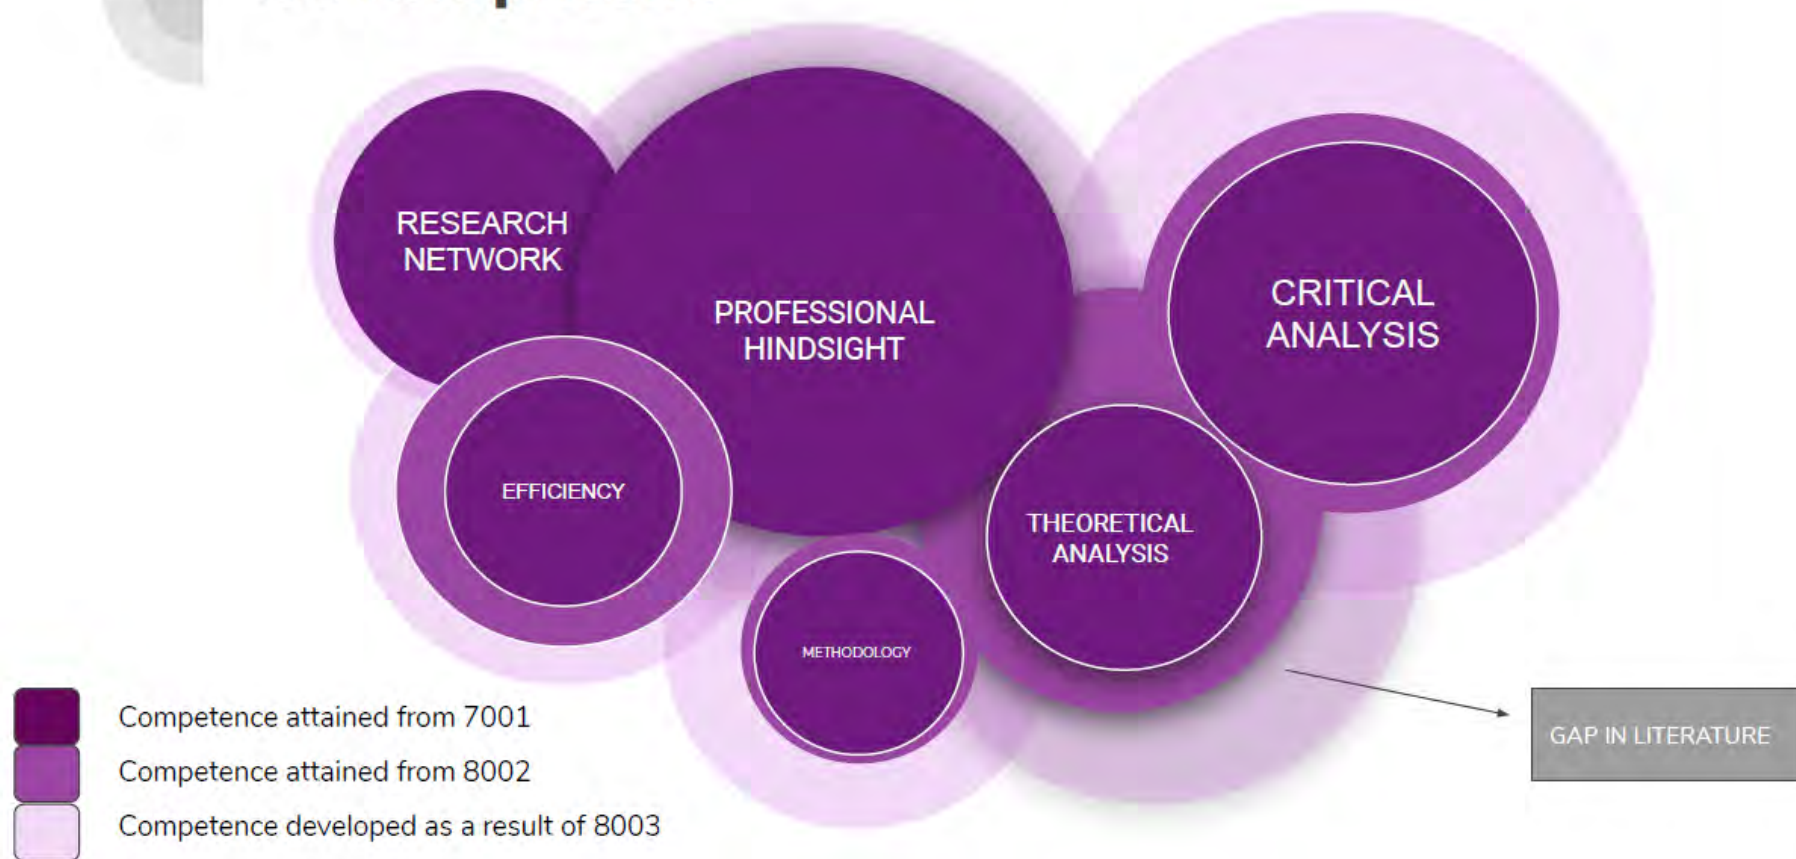 RESEARCH
NETWORK
PROFESSIONAL
HINDSIGHT
CRITICAL
ANALYSIS
EFFICIENCY
THEORETICAL
ANALYSIS
METHODOLOGY
GAP IN LITERATURE
Competence attained from 7001
Competence attained from 8002
Competence developed as a result of 8003